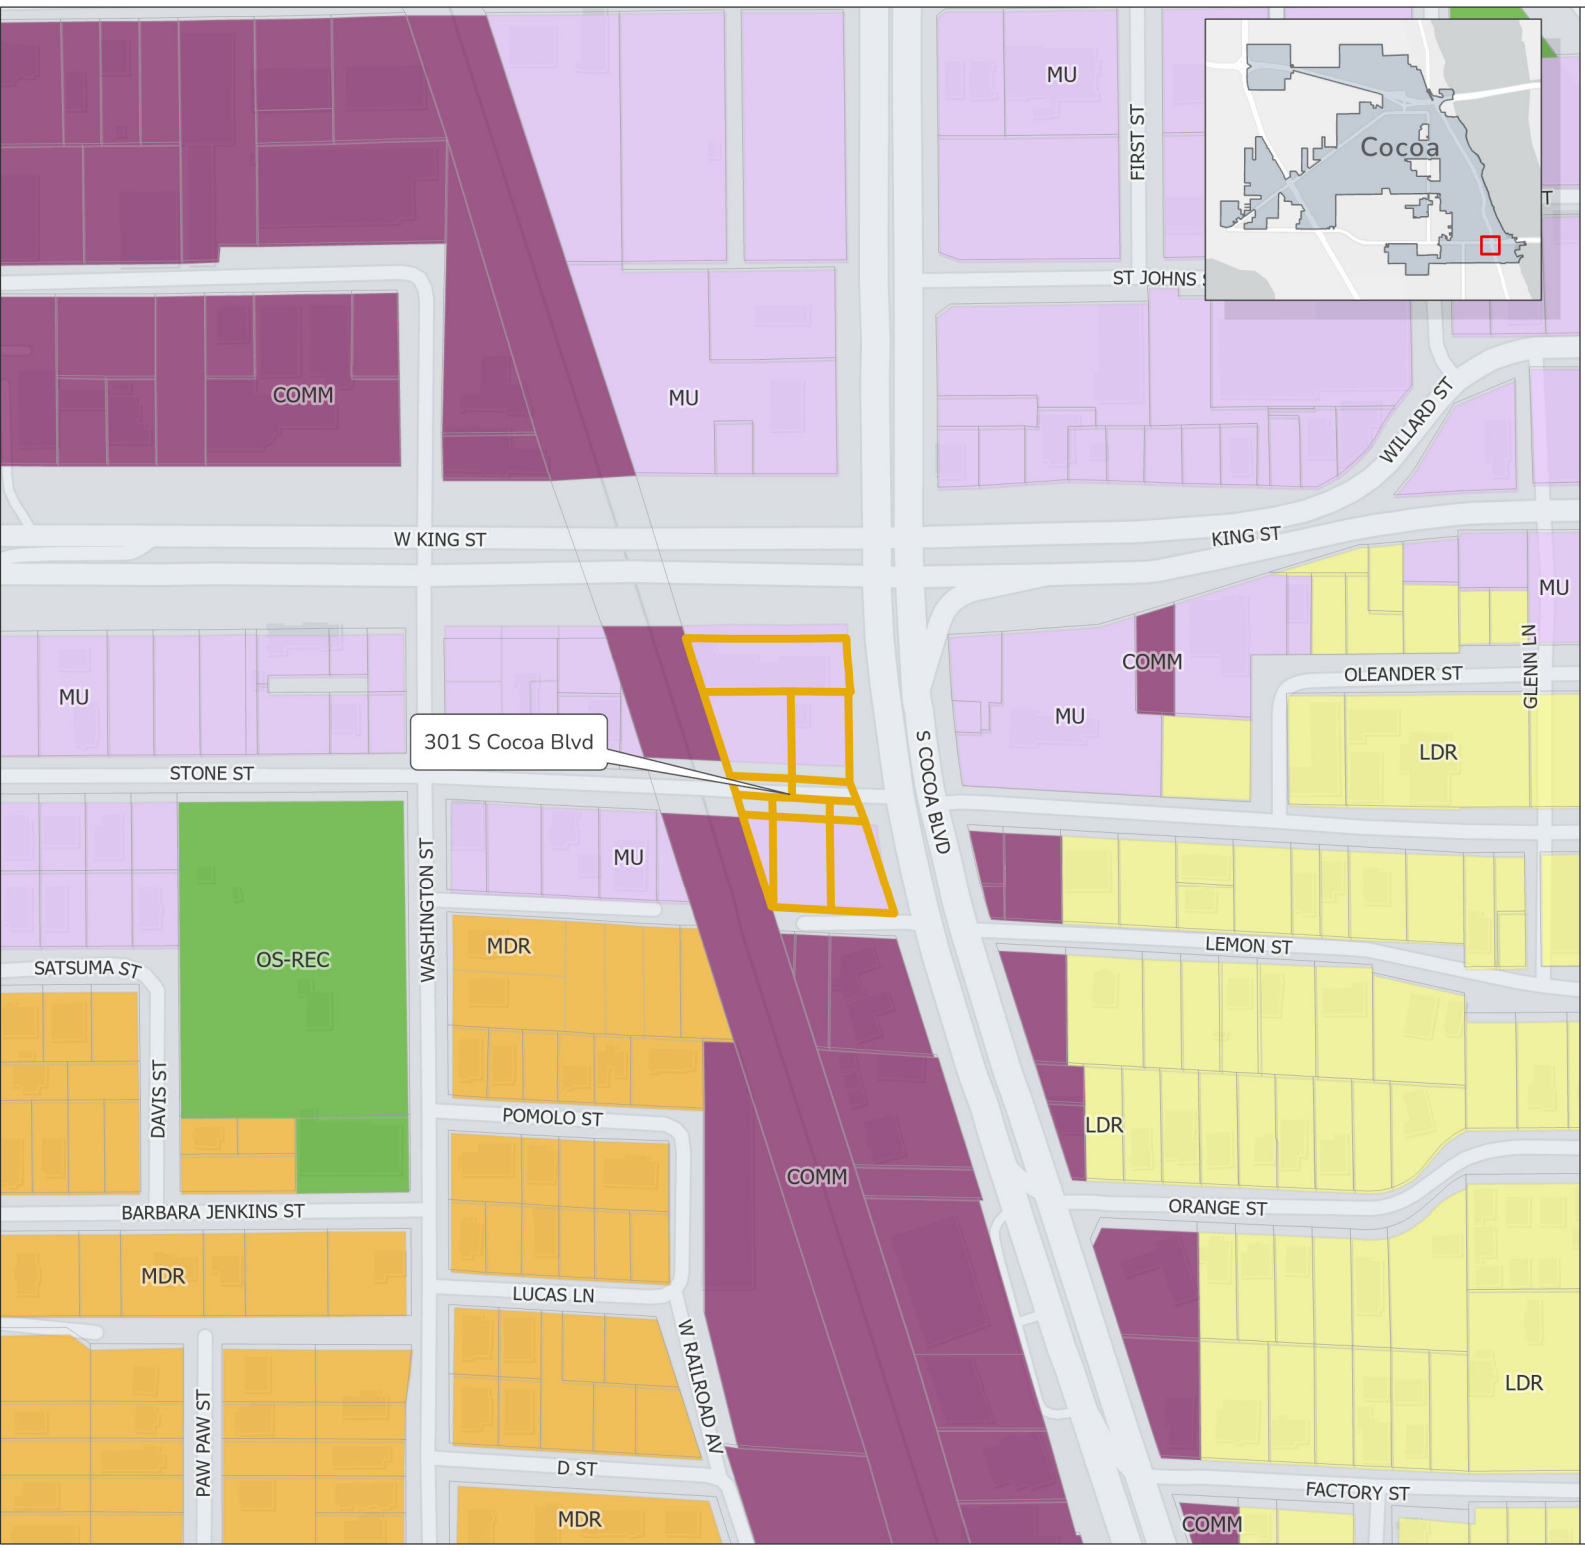 MU
FIRST ST
Cocoa
T
ST JOHNS
COMM
MU
WILLARD ST
W KING ST
KING ST
MU
GLENN LN
COMM
OLEANDER ST
MU
MU
301 S Cocoa Blvd
S COCOA BLVD
LDR
STONE ST
WASHINGTON ST
MU
OS-REC
MDR
LEMON ST
SATSUMA ST
DAVIS ST
POMOLO ST
LDR
COMM
BARBARA JENKINS ST
ORANGE ST
MDR
LUCAS LN
W RAILROAD AV
LDR
PAW PAW ST
D ST
FACTORY ST
MDR
COMM